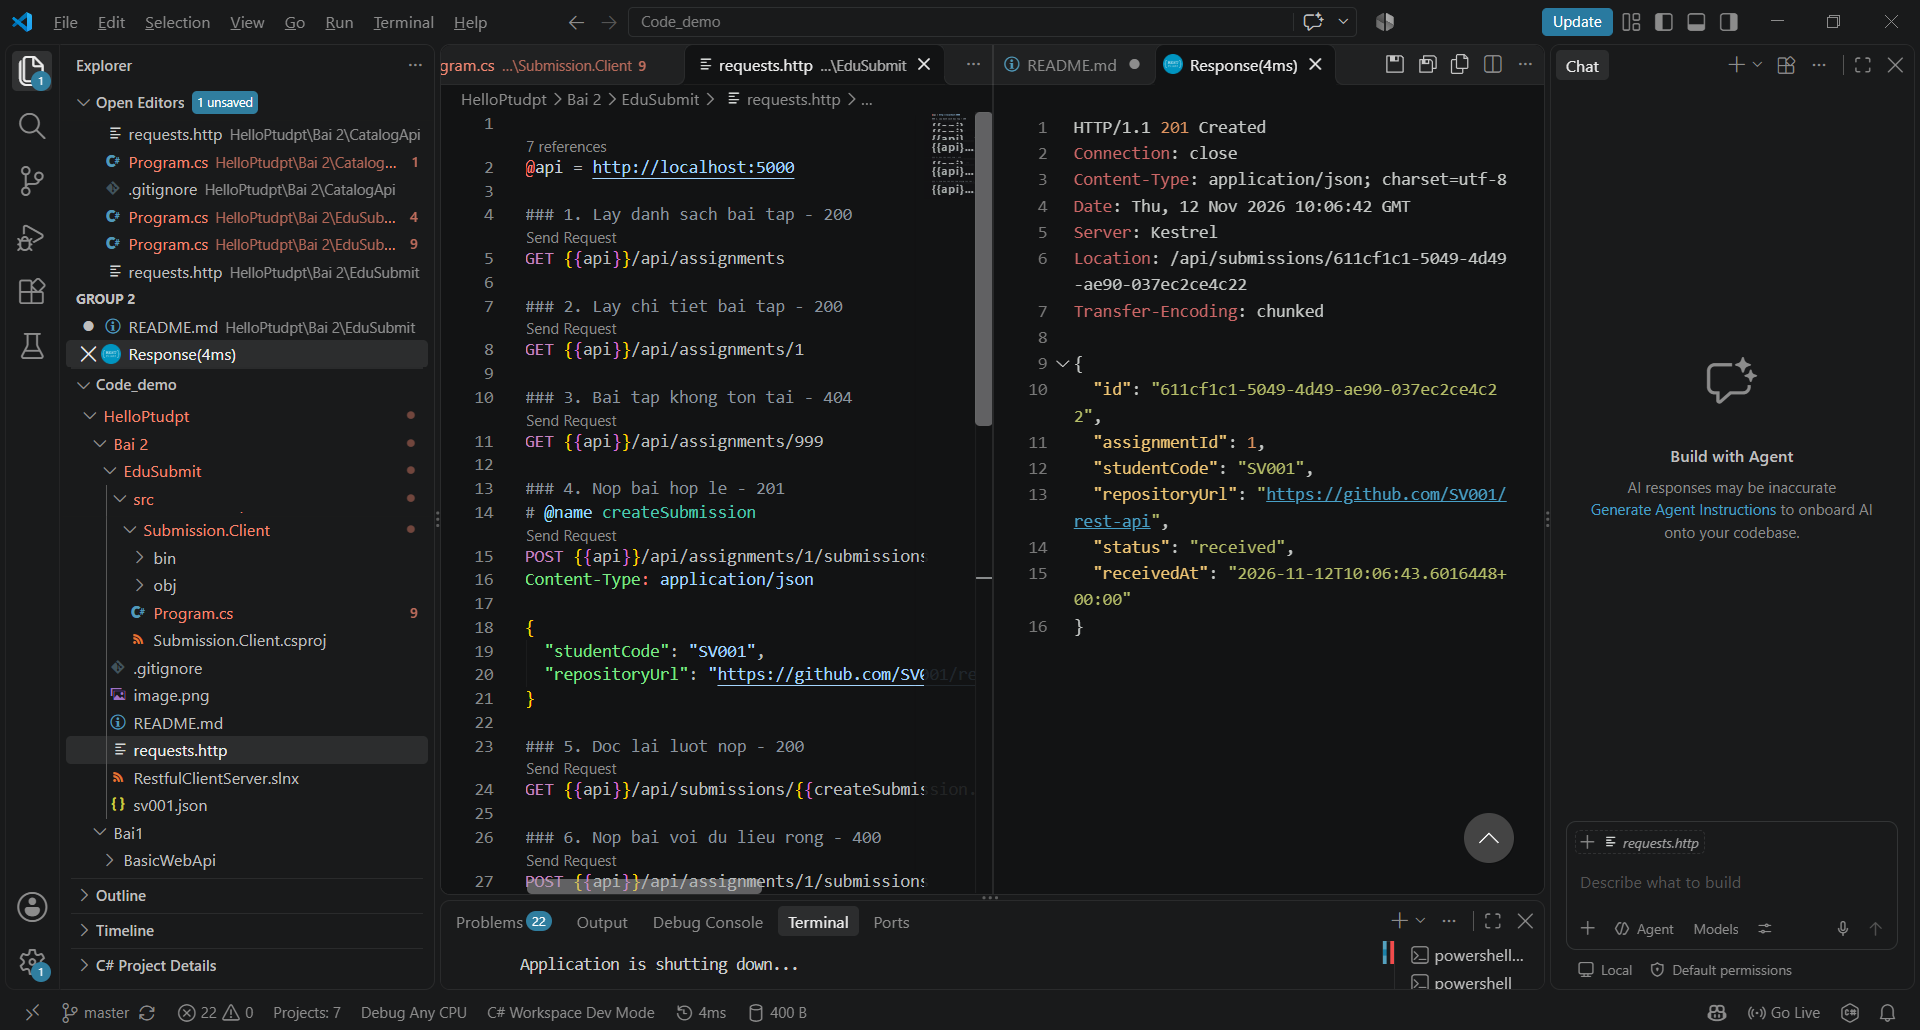 File Edit Selection View Go Run Terminal Help
Code_demo
Update
Explorer
Open Editors 1 unsaved
requests.http HelloPtudpt\Bai 2\CatalogApi
Program.cs HelloPtudpt\Bai 2\Catalog... 1
.gitignore HelloPtudpt\Bai 2\CatalogApi
Program.cs HelloPtudpt\Bai 2\EduSub... 4
Program.cs HelloPtudpt\Bai 2\EduSub... 9
requests.http HelloPtudpt\Bai 2\EduSubmit
GROUP 2
README.md HelloPtudpt\Bai 2\EduSubmit
Response(4ms)
Code_demo
HelloPtudpt
Bai 2
EduSubmit
src
Submission.Client
bin
obj
Program.cs 9
Submission.Client.csproj
.gitignore
image.png
README.md
requests.http
RestfulClientServer.slnx
sv001.json
Bai1
BasicWebApi
Outline
Timeline
C# Project Details
1
1
gram.cs ...\Submission.Client 9
requests.http ...\EduSubmit
HelloPtudpt > Bai 2 > EduSubmit > requests.http > ...
1
7 references
2 @api = http://localhost:5000
3
4 ### 1. Lay danh sach bai tap - 200
Send Request
5 GET {{api}}/api/assignments
6
7 ### 2. Lay chi tiet bai tap - 200
Send Request
8 GET {{api}}/api/assignments/1
9
10 ### 3. Bai tap khong ton tai - 404
Send Request
11 GET {{api}}/api/assignments/999
12
13 ### 4. Nop bai hop le - 201
14 # @name createSubmission
Send Request
15 POST {{api}}/api/assignments/1/submissions
16 Content-Type: application/json
17
18 {
19 "studentCode": "SV001",
20 "repositoryUrl": "https://github.com/SV001/re
21 }
22
23 ### 5. Doc lai luot nop - 200
Send Request
24 GET {{api}}/api/submissions/{{createSubmission.
25
26 ### 6. Nop bai voi du lieu rong - 400
Send Request
27 POST {{api}}/api/assignments/1/submissions
{{api}...
{{api}...
{{api}...
README.md
Response(4ms)
1 HTTP/1.1 201 Created
2 Connection: close
3 Content-Type: application/json; charset=utf-8
4 Date: Thu, 12 Nov 2026 10:06:42 GMT
5 Server: Kestrel
6 Location: /api/submissions/611cf1c1-5049-4d49
-ae90-037ec2ce4c22
7 Transfer-Encoding: chunked
8
9 {
10 "id": "611cf1c1-5049-4d49-ae90-037ec2ce4c2
2",
11 "assignmentId": 1,
12 "studentCode": "SV001",
13 "repositoryUrl": "https://github.com/SV001/
rest-api",
14 "status": "received",
15 "receivedAt": "2026-11-12T10:06:43.6016448+
00:00"
16 }
Problems 22 Output Debug Console Terminal Ports
Application is shutting down...
powershell...
powershell
Chat
Build with Agent
AI responses may be inaccurate
Generate Agent Instructions to onboard AI
onto your codebase.
requests.http
Describe what to build
Agent Models
Local Default permissions
master 22 0 Projects: 7 Debug Any CPU C# Workspace Dev Mode 4ms 400 B
Go Live